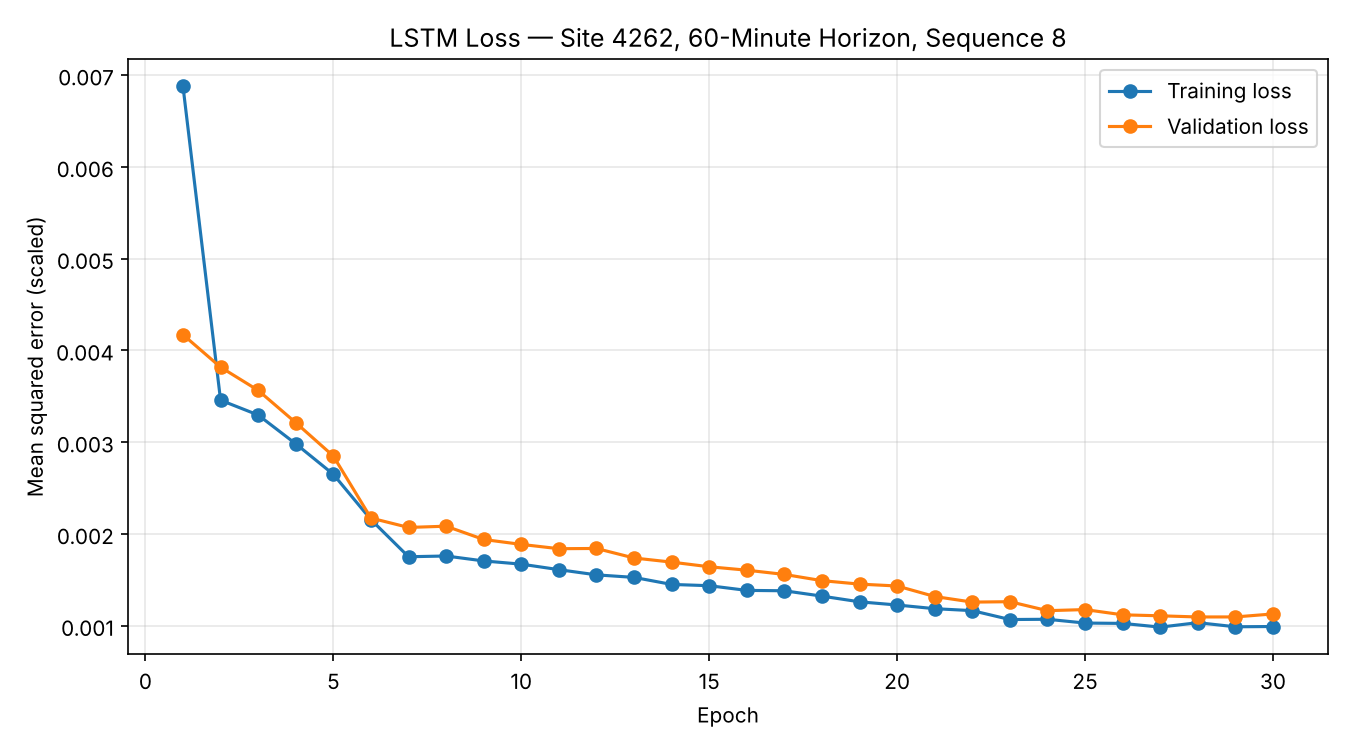 LSTM Loss — Site 4262, 60-Minute Horizon, Sequence 8
Training loss
Validation loss
Mean squared error (scaled)
0.007
0.006
0.005
0.004
0.003
0.002
0.001
0 5 10 15 20 25 30
Epoch